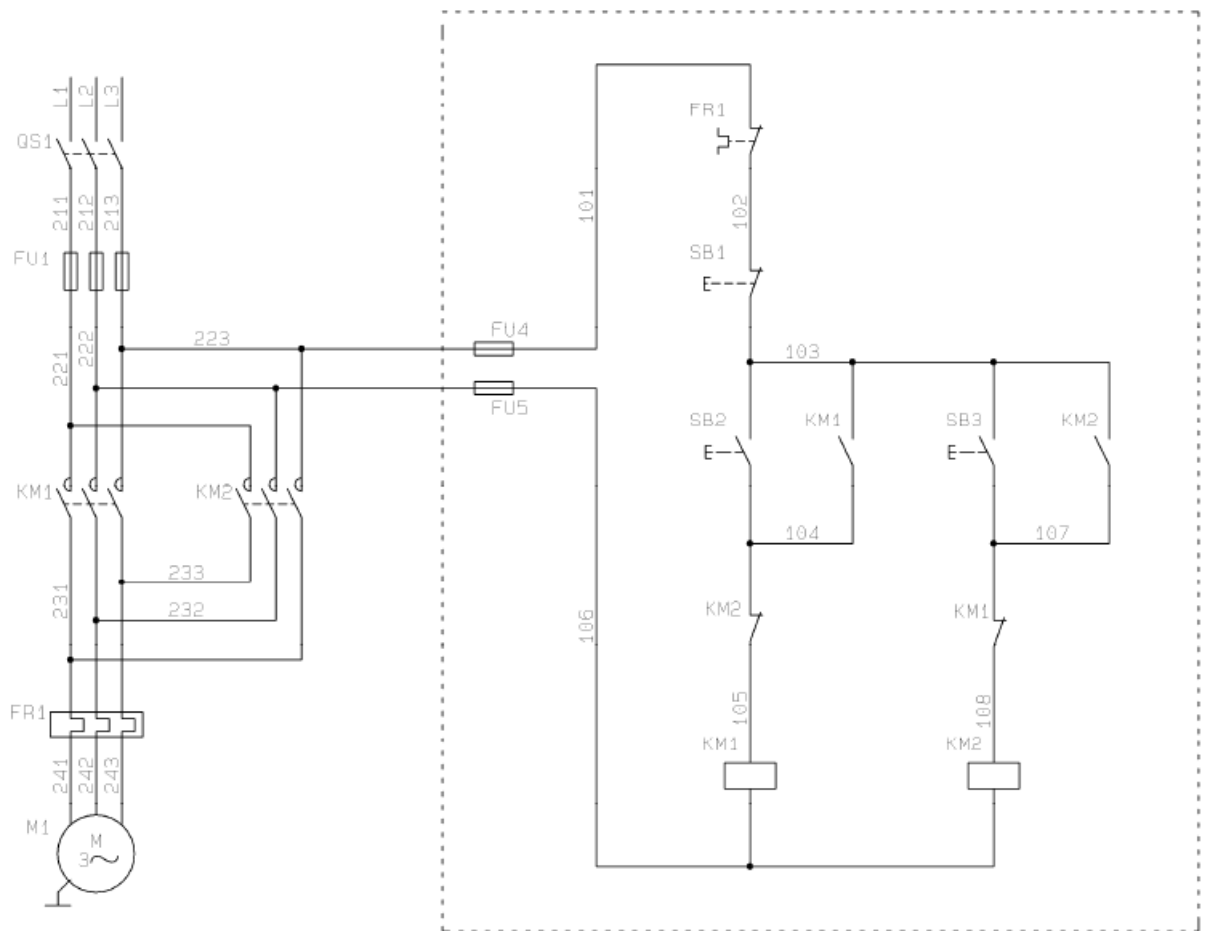 L1 L2 L3
QS1
211 212 213
FU1
221 222
223
FU4
FU5
KM1
KM2
233
232
231
FR1
241 242 243
M1
M
3
FR1
101
102
SB1
103
SB2
KM1
SB3
KM2
104
107
KM2
KM1
106
105
108
KM1
KM2